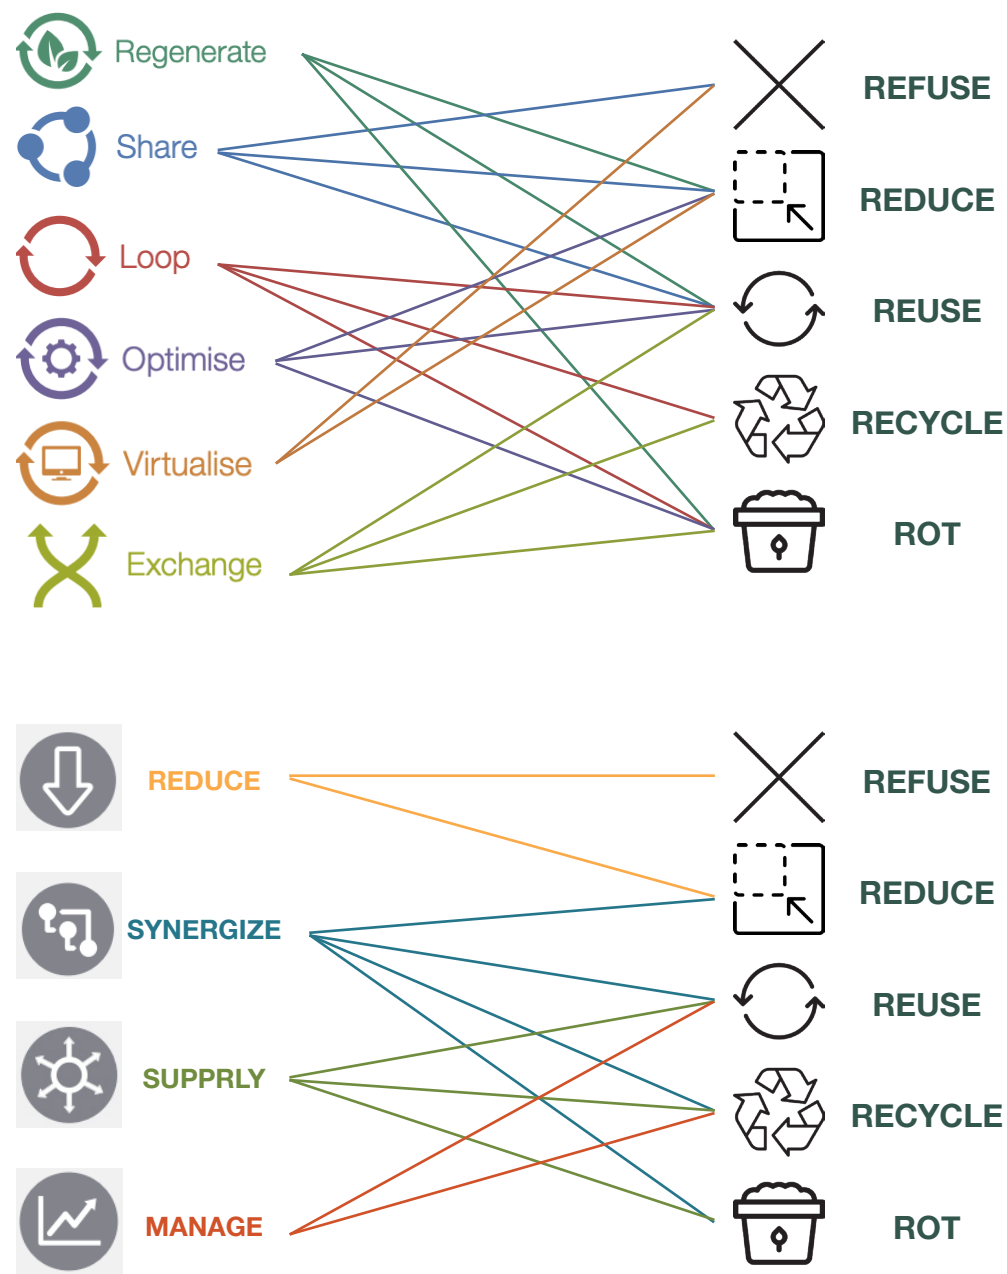 Regenerate
REFUSE
Share
REDUCE
Loop
REUSE
Optimise
RECYCLE
Virtualise
ROT
Exchange
REDUCE
REFUSE
SYNERGIZE
REDUCE
REUSE
SUPPRLY
RECYCLE
MANAGE
ROT